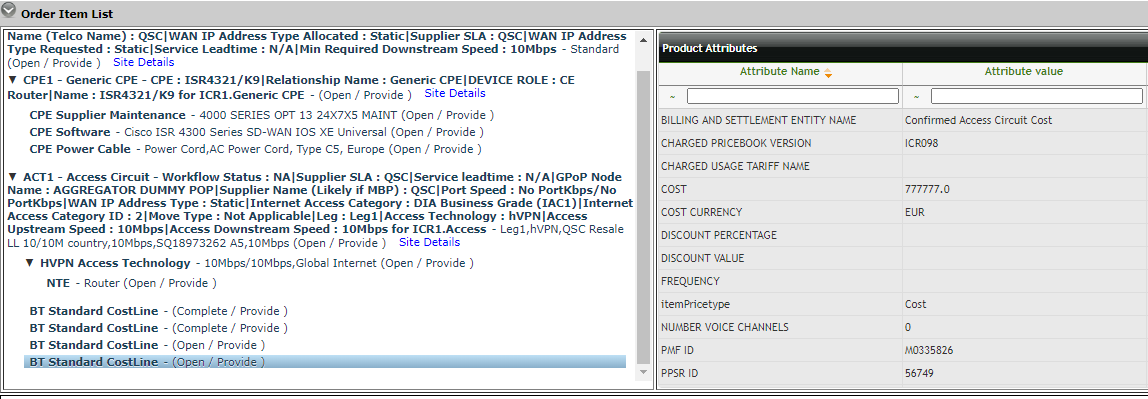 Order Item List
Name (Telco Name) : QSC|WAN IP Address Type Allocated : Static|Supplier SLA : QSC|WAN IP Address
Type Requested : Static|Service Leadtime : N/A|Min Required Downstream Speed : 10Mbps - Standard
(Open / Provide ) Site Details
▼ CPE1 - Generic CPE - CPE : ISR4321/K9|Relationship Name : Generic CPE|DEVICE ROLE : CE
Router|Name : ISR4321/K9 for ICR1.Generic CPE - (Open / Provide ) Site Details
CPE Supplier Maintenance - 4000 SERIES OPT 13 24X7X5 MAINT (Open / Provide )
CPE Software - Cisco ISR 4300 Series SD-WAN IOS XE Universal (Open / Provide )
CPE Power Cable - Power Cord,AC Power Cord, Type C5, Europe (Open / Provide )
▼ ACT1 - Access Circuit - Workflow Status : NA|Supplier SLA : QSC|Service leadtime : N/A|GPoP Node
Name : AGGREGATOR DUMMY POP|Supplier Name (Likely if MBP) : QSC|Port Speed : No PortKbps/No
PortKbps|WAN IP Address Type : Static|Internet Access Category : DIA Business Grade (IAC1)|Internet
Access Category ID : 2|Move Type : Not Applicable|Leg : Leg1|Access Technology : hVPN|Access
Upstream Speed : 10Mbps|Access Downstream Speed : 10Mbps for ICR1.Access - Leg1,hVPN,QSC Resale
LL 10/10M country,10Mbps,SQ18973262 A5,10Mbps (Open / Provide ) Site Details
▼ HVPN Access Technology - 10Mbps/10Mbps,Global Internet (Open / Provide )
NTE - Router (Open / Provide )
BT Standard CostLine - (Complete / Provide )
BT Standard CostLine - (Complete / Provide )
BT Standard CostLine - (Open / Provide )
BT Standard CostLine - (Open / Provide )
Product Attributes
Attribute Name Attribute value
~ ~
BILLING AND SETTLEMENT ENTITY NAME Confirmed Access Circuit Cost
CHARGED PRICEBOOK VERSION ICR098
CHARGED USAGE TARIFF NAME
COST 777777.0
COST CURRENCY EUR
DISCOUNT PERCENTAGE
DISCOUNT VALUE
FREQUENCY
itemPricetype Cost
NUMBER VOICE CHANNELS 0
PMF ID M0335826
PPSR ID 56749